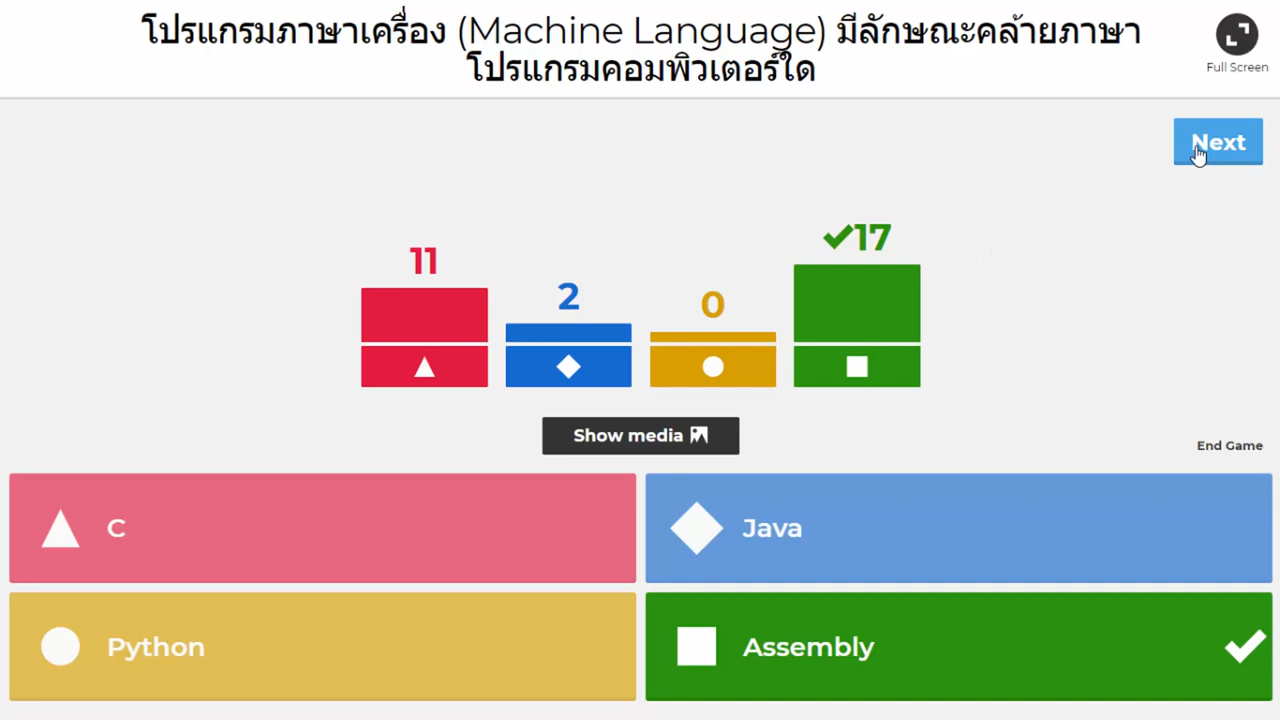 โปรแกรมภาษาเครื่อง (Machine Language) มีลักษณะคล้ายภาษา
โปรแกรมคอมพิวเตอร์ใด
Full Screen
Next
11
2
0
17
Show media
End Game
C
Java
Python
Assembly